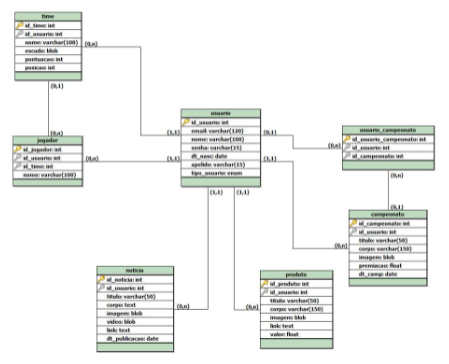 time
id_time: int
id_usuario: int
nome: varchar(100)
escudo: blob
pontuacao: int
posicao: int
(0,n)
(0,1)
(0,n)
jogador
id_jogador: int
id_usuario: int
id_time: int
nome: varchar(100)
(0,n)
(1,1)
(1,1)
usuario
id_usuario: int
email: varchar(120)
nome: varchar(100)
senha: varchar(15)
dt_nasc: date
apelido: varchar(15)
tipo_usuario: enum
(0,1)
(1,1)
(1,1)
(1,1)
usuario_campeonato
id_usuario_campeonato: int
id_usuario: int
id_campeonato: int
(0,n)
(0,n)
(0,1)
campeonato
id_campeonato: int
id_usuario: int
titulo: varchar(50)
corpo: varchar(150)
imagem: blob
premiacao: float
dt_camp: date
(0,n)
noticia
id_noticia: int
id_usuario: int
titulo: varchar(50)
corpo: text
imagem: blob
video: blob
link: text
dt_publicacao: date
(0,n)
produto
id_produto: int
id_usuario: int
titulo: varchar(50)
corpo: varchar(150)
imagem: blob
link: text
valor: float
(0,n)